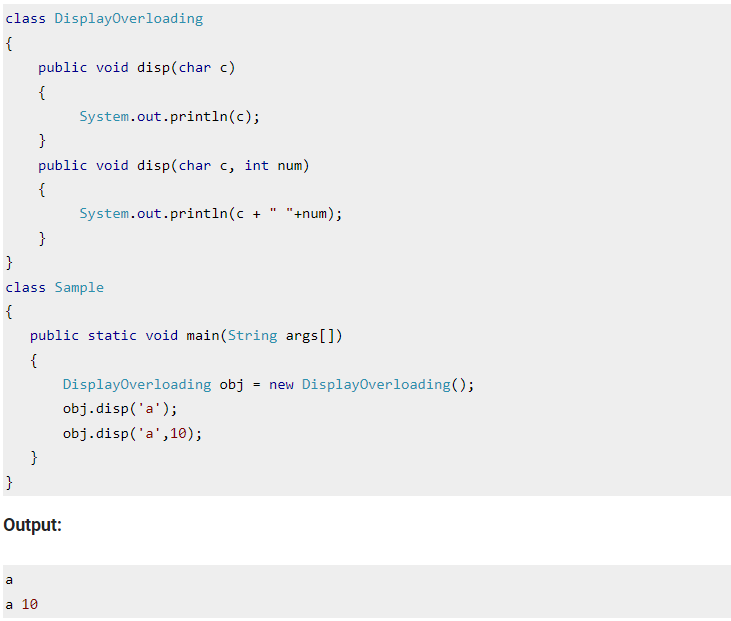 class DisplayOverloading
{
    public void disp(char c)
    {
         System.out.println(c);
    }
    public void disp(char c, int num)
    {
         System.out.println(c + " "+num);
    }
}
class Sample
{
   public static void main(String args[])
   {
       DisplayOverloading obj = new DisplayOverloading();
       obj.disp('a');
       obj.disp('a',10);
   }
}
Output:
a
a 10